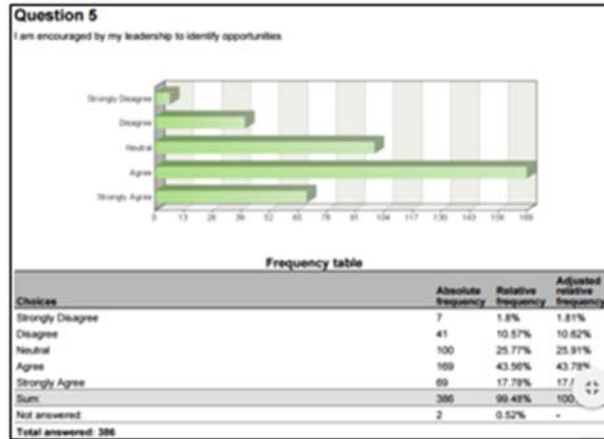 Question 5
I am encouraged by my leadership to identify opportunities
Strongly Disagree
Disagree
Neutral
Agree
Strongly Agree
0 13 26 39 52 65 78 91 104 117 130 143 156 169
Frequency table
Choices Absolute frequency Relative frequency Adjusted relative frequency
Strongly Disagree 7 1.8% 1.81%
Disagree 41 10.57% 10.62%
Neutral 100 25.77% 25.91%
Agree 169 43.56% 43.78%
Strongly Agree 69 17.78%
Sum: 386 99.48%
Not answered 2 0.52% -
Total answered: 386